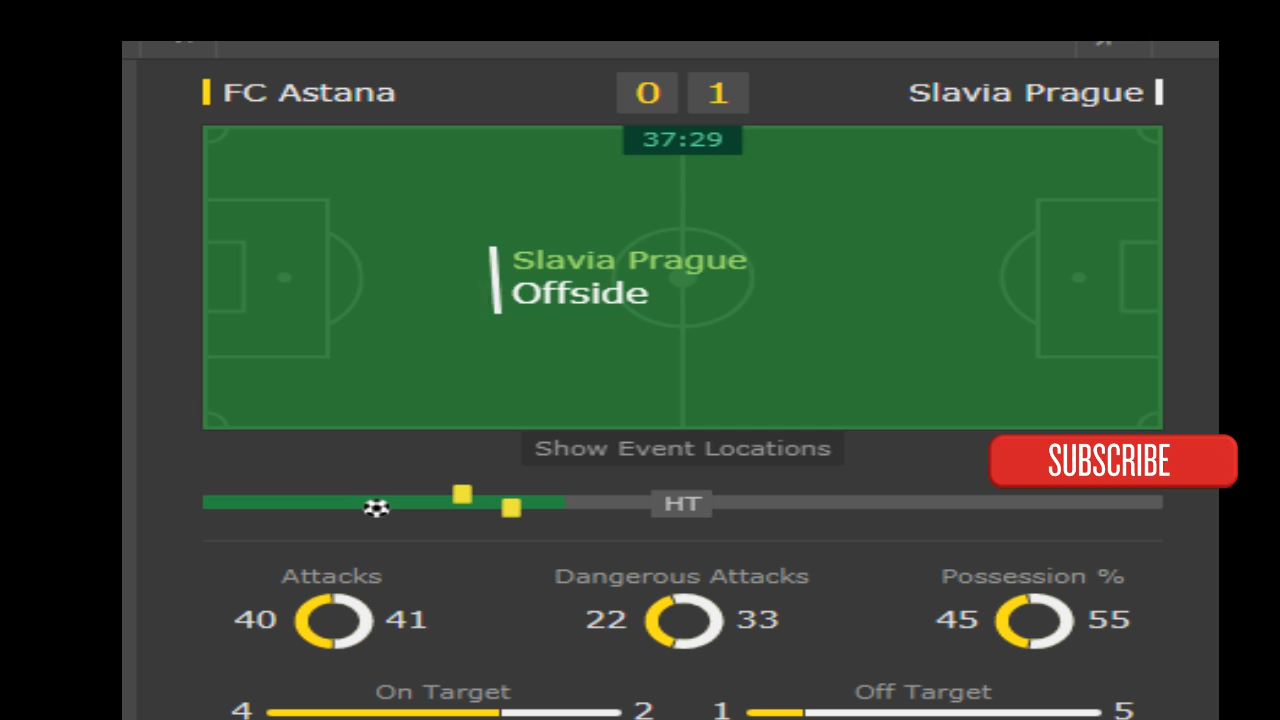 FC Astana 0 1 Slavia Prague
37:29
Slavia Prague
Offside
Show Event Locations
SUBSCRIBE
HT
Attacks Dangerous Attacks Possession %
40 41 22 33 45 55
On Target Off Target
4 2 1 5